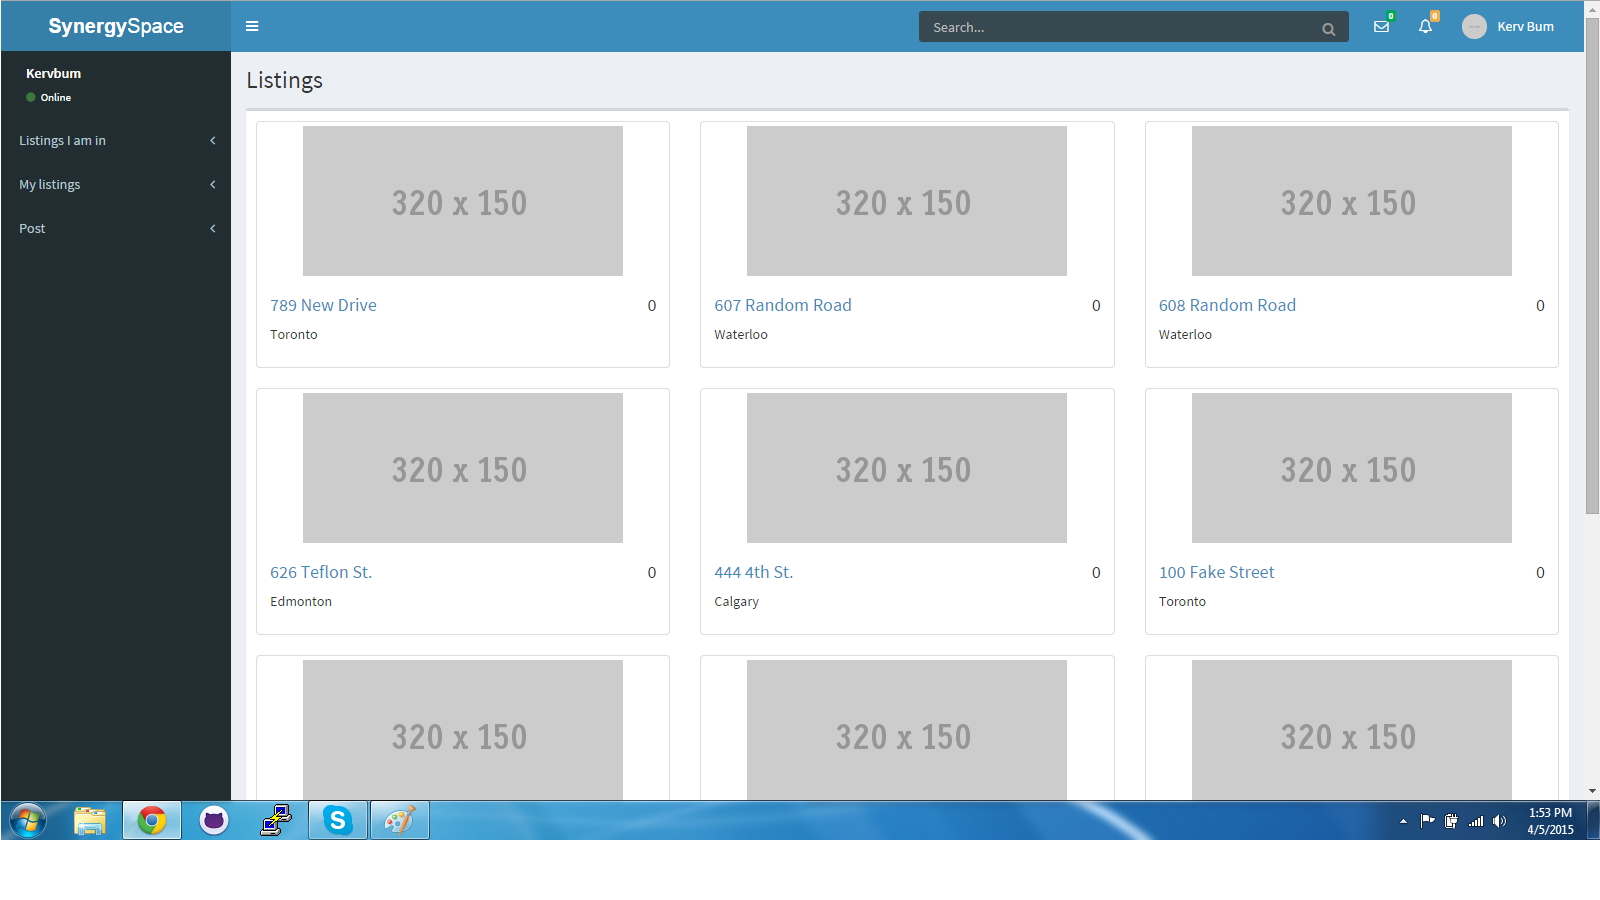 SynergySpace
Search...
0
0
Kerv Bum
Kervbum
Online
Listings I am in
My listings
Post
Listings
320 x 150
320 x 150
320 x 150
789 New Drive 0
607 Random Road 0
608 Random Road 0
Toronto
Waterloo
Waterloo
320 x 150
320 x 150
320 x 150
626 Teflon St. 0
444 4th St. 0
100 Fake Street 0
Edmonton
Calgary
Toronto
320 x 150
320 x 150
320 x 150
S
1:53 PM
4/5/2015